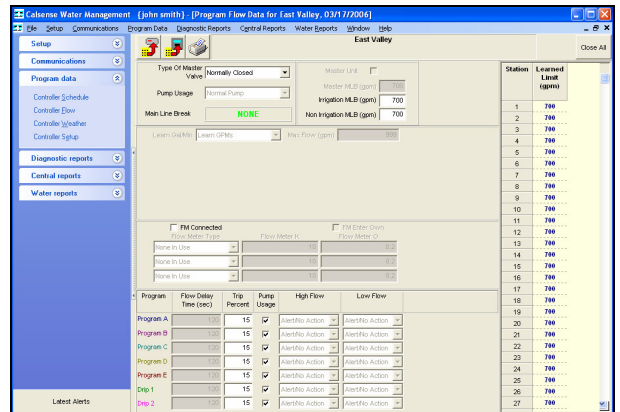 Calsense Water Management {john smith} - [Program Flow Data for East Valley, 03/17/2006]
File Setup Communications Program Data Diagnostic Reports Central Reports Water Reports Window Help
Setup
Communications
Program data
Controller Schedule
Controller Flow
Controller Weather
Controller Setup
Diagnostic reports
Central reports
Water reports
Latest Alerts
East Valley
Close All
Type Of Master Valve Normally Closed
Master Unit
Master MLB (gpm) 700
Pump Usage Normal Pump
Irrigation MLB (gpm) 700
Main Line Break NONE
Non Irrigation MLB (gpm) 700
Learn Gal/Min: Learn GPMs Max Flow (gpm) 999
FM Connected FM Enter Own
Flow Meter Type Flow Meter K Flow Meter O
None In Use 10 0.2
None In Use 10 0.2
None In Use 10 0.2
Program Flow Delay Time (sec) Trip Percent Pump Usage High Flow Low Flow
Program A 120 15 Alert/No Action Alert/No Action
Program B 120 15 Alert/No Action Alert/No Action
Program C 120 15 Alert/No Action Alert/No Action
Program D 120 15 Alert/No Action Alert/No Action
Program E 120 15 Alert/No Action Alert/No Action
Drip 1 120 15 Alert/No Action Alert/No Action
Drip 2 120 15 Alert/No Action Alert/No Action
Station Learned Limit (gpm)
1 700
2 700
3 700
4 700
5 700
6 700
7 700
8 700
9 700
10 700
11 700
12 700
13 700
14 700
15 700
16 700
17 700
18 700
19 700
20 700
21 700
22 700
23 700
24 700
25 700
26 700
27 700